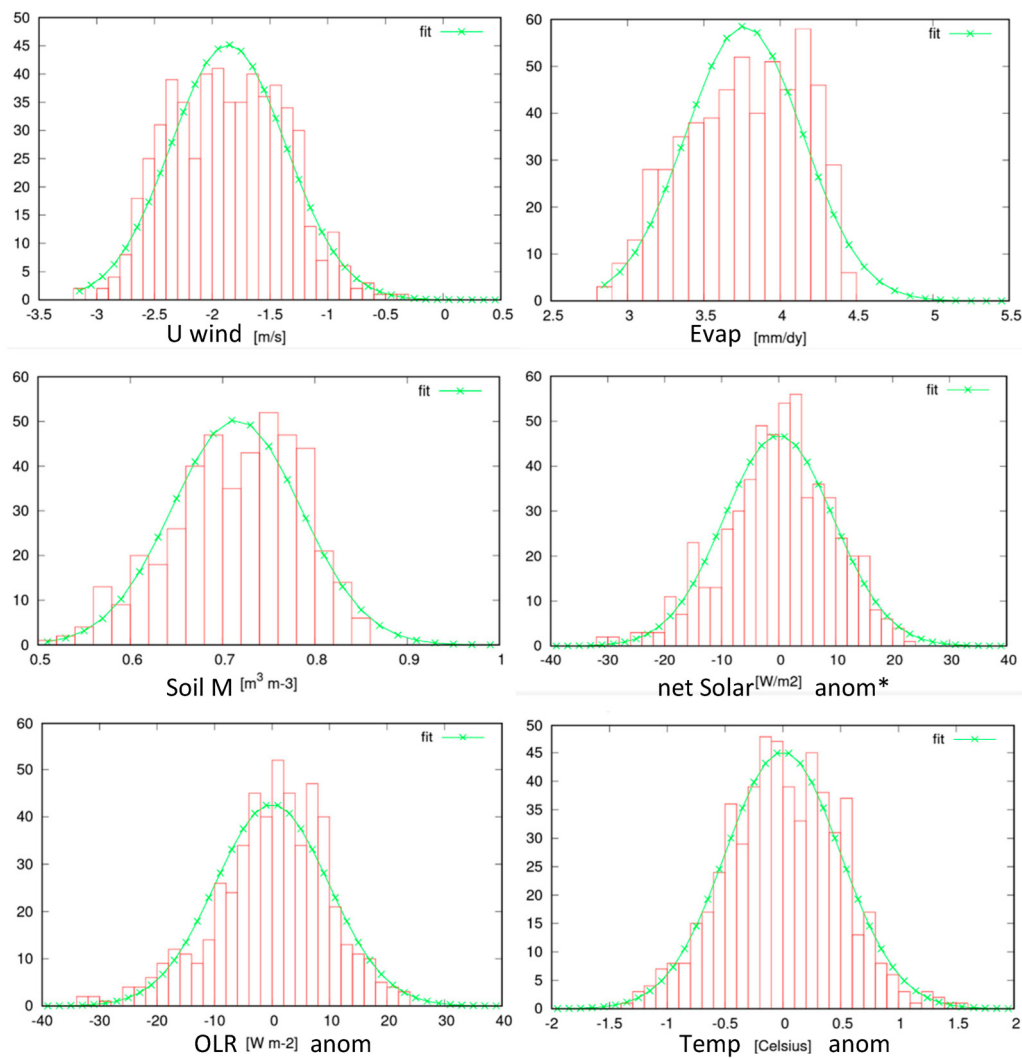 50
45
40
35
30
25
20
15
10
5
0
fit
-3.5 -3 -2.5 -2 -1.5 -1 -0.5 0 0.5
U wind [m/s]
60
50
40
30
20
10
0
fit
2.5 3 3.5 4 4.5 5 5.5
Evap [mm/dy]
60
50
40
30
20
10
0
fit
0.5 0.6 0.7 0.8 0.9 1
Soil M [m³ m-3]
60
50
40
30
20
10
0
fit
-40 -30 -20 -10 0 10 20 30 40
net Solar [W/m2] anom*
60
50
40
30
20
10
0
fit
-40 -30 -20 -10 0 10 20 30 40
OLR [W m-2] anom
50
45
40
35
30
25
20
15
10
5
0
fit
-2 -1.5 -1 -0.5 0 0.5 1 1.5 2
Temp [Celsius] anom